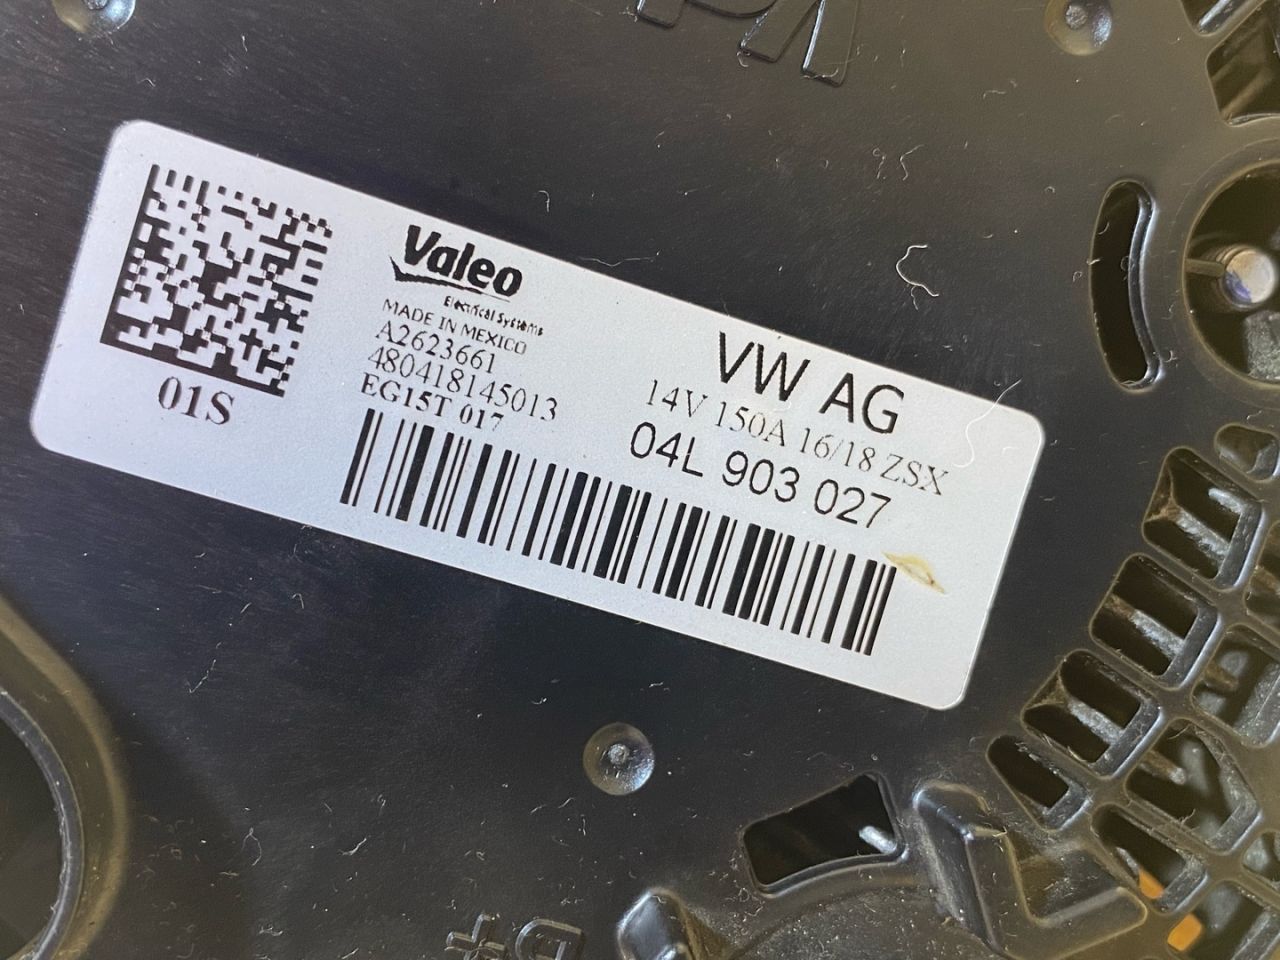 01S
Valeo
Electrical Systems
MADE IN MEXICO
A2623661
480418145013
EG15T 017
VW AG
14V 150A 16/18 ZSX
04L 903 027
B+